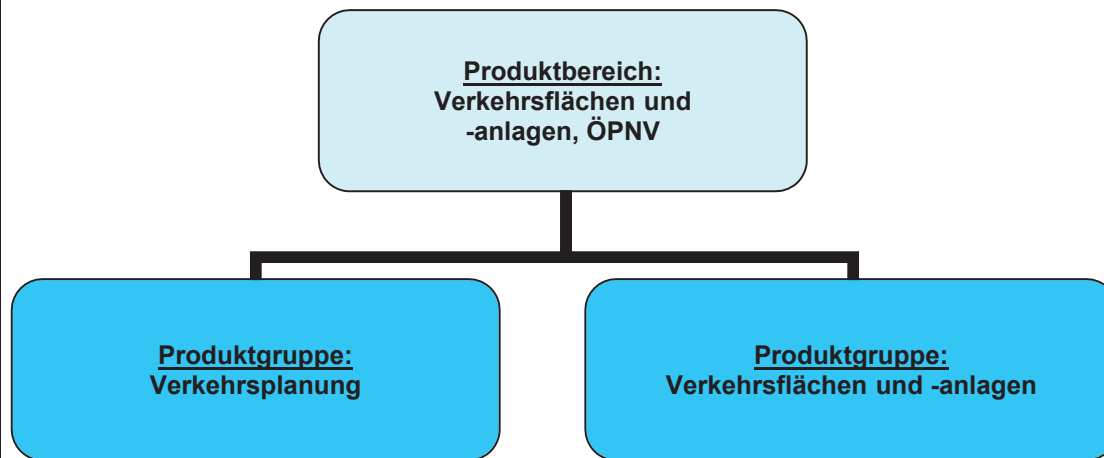 Produktbereich:
Verkehrsflächen und
-anlagen, ÖPNV
Produktgruppe:
Verkehrsplanung
Produktgruppe:
Verkehrsflächen und -anlagen